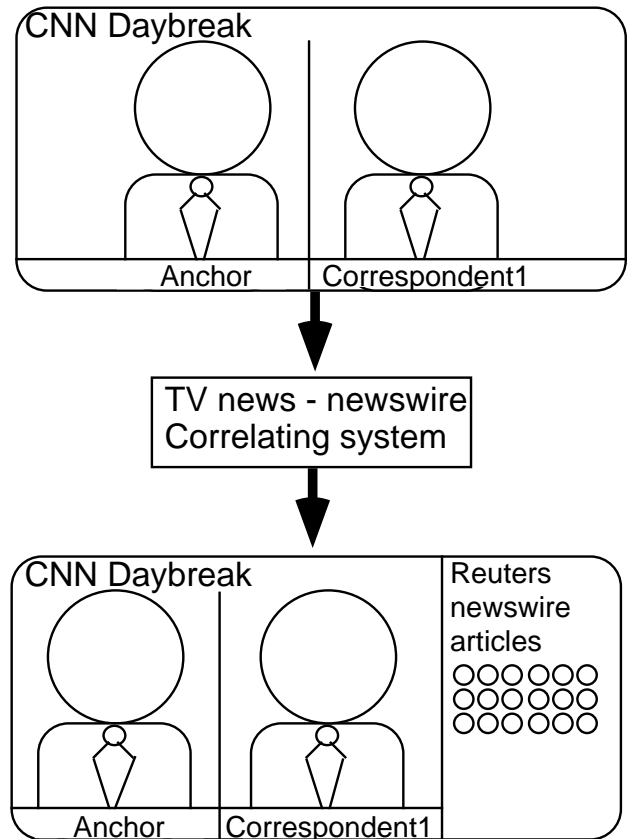 CNN Daybreak
Anchor
Correspondent1
TV news - newswire
Correlating system
CNN Daybreak
Reuters
newswire
articles
Anchor
Correspondent1